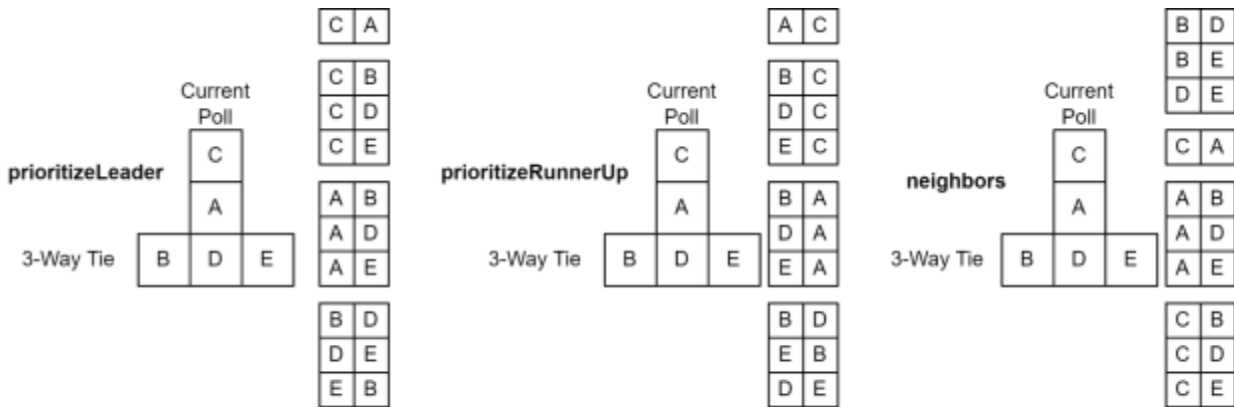 prioritizeLeader
Current
Poll
C
A
3-Way Tie B D E
C A
C B
C D
C E
A B
A D
A E
B D
D E
E B
prioritizeRunnerUp
Current
Poll
C
A
3-Way Tie B D E
A C
B C
D C
E C
B A
D A
E A
B D
E B
D E
neighbors
Current
Poll
C
A
3-Way Tie B D E
B D
B E
D E
C A
A B
A D
A E
C B
C D
C E